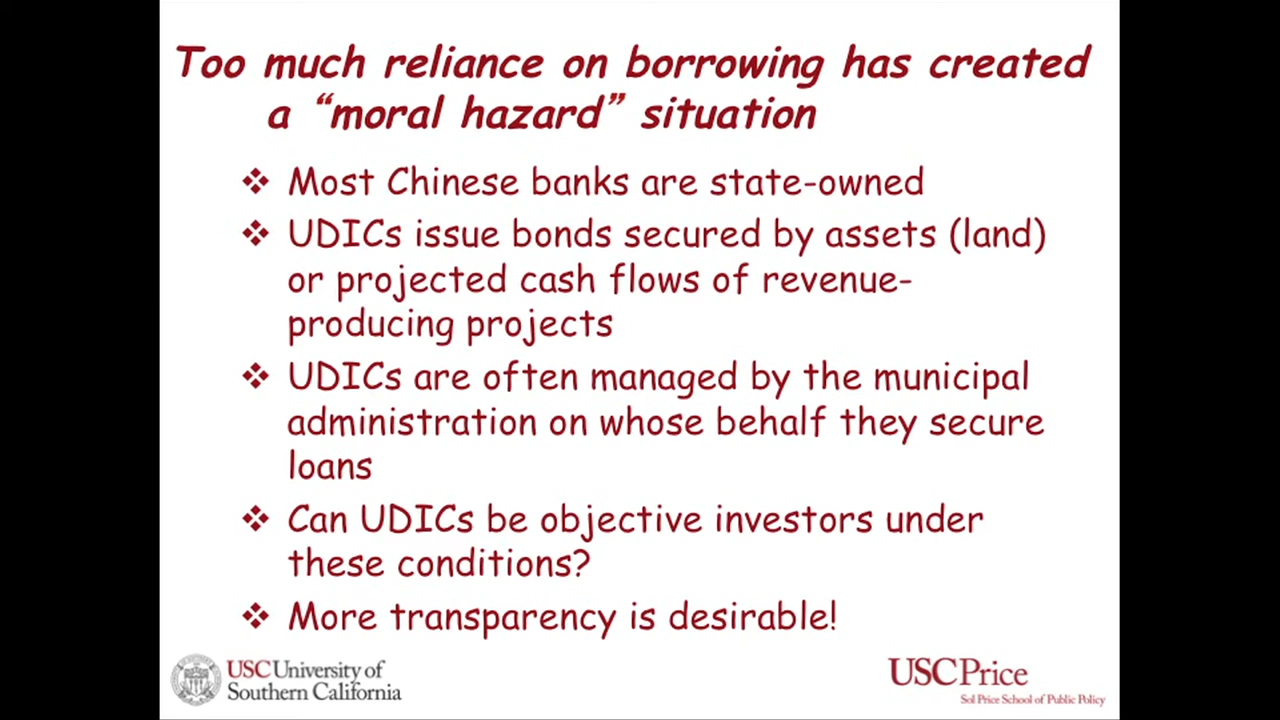 Too much reliance on borrowing has created
a “moral hazard” situation
❖ Most Chinese banks are state-owned
❖ UDICs issue bonds secured by assets (land)
or projected cash flows of revenue-
producing projects
❖ UDICs are often managed by the municipal
administration on whose behalf they secure
loans
❖ Can UDICs be objective investors under
these conditions?
❖ More transparency is desirable!
USC University of
Southern California
USC Price
Sol Price School of Public Policy